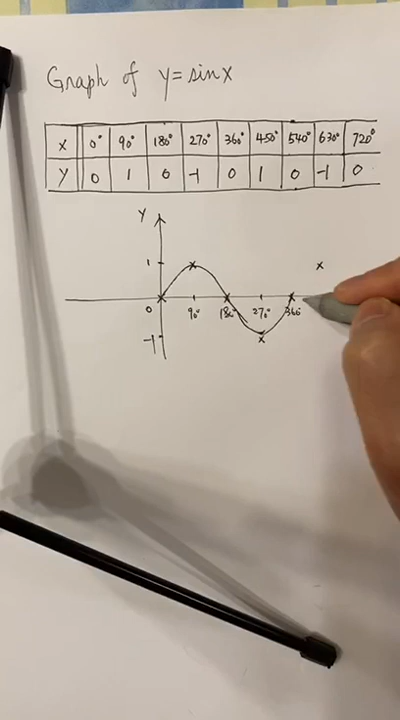 Graph of y=sinx
X 0° 90° 180° 270° 360° 450° 540° 630° 720°
Y 0 1 0 -1 0 1 0 -1 0
Y
1
0 90° 180° 270° 360°
-1